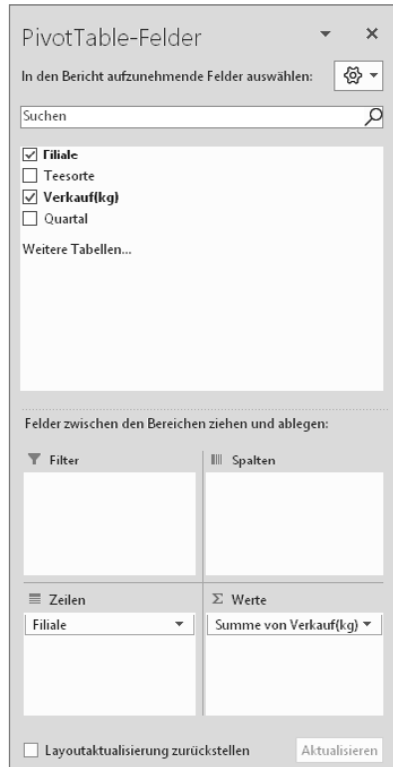 PivotTable-Felder
In den Bericht aufzunehmende Felder auswählen:
Suchen
Filiale
Teesorte
Verkauf(kg)
Quartal
Weitere Tabellen...
Felder zwischen den Bereichen ziehen und ablegen:
Filter
Spalten
Zeilen
Σ Werte
Filiale
Summe von Verkauf(kg)
Layoutaktualisierung zurückstellen
Aktualisieren